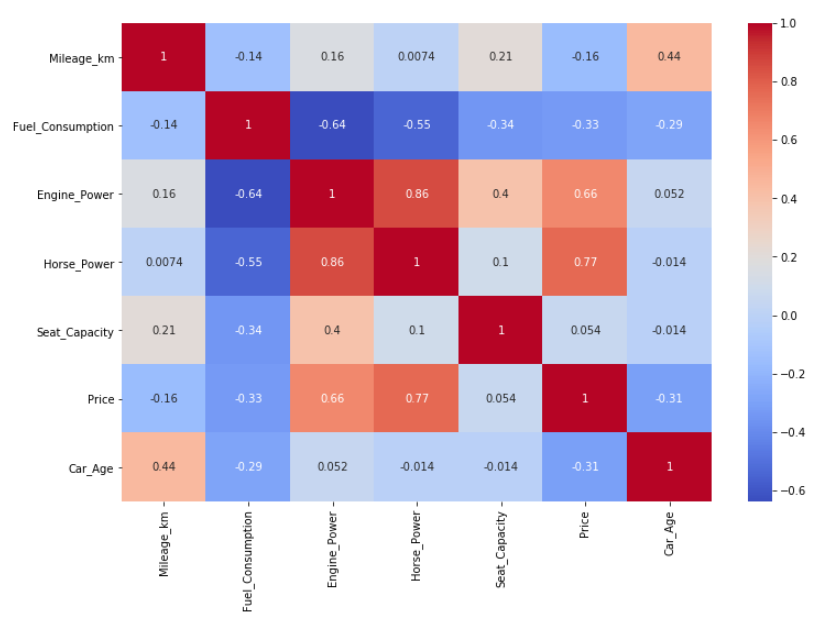 Mileage_km 1 -0.14 0.16 0.0074 0.21 -0.16 0.44
Fuel_Consumption -0.14 1 -0.64 -0.55 -0.34 -0.33 -0.29
Engine_Power 0.16 -0.64 1 0.86 0.4 0.66 0.052
Horse_Power 0.0074 -0.55 0.86 1 0.1 0.77 -0.014
Seat_Capacity 0.21 -0.34 0.4 0.1 1 0.054 -0.014
Price -0.16 -0.33 0.66 0.77 0.054 1 -0.31
Car_Age 0.44 -0.29 0.052 -0.014 -0.014 -0.31 1
Mileage_km
Fuel_Consumption
Engine_Power
Horse_Power
Seat_Capacity
Price
Car_Age
1.0
0.8
0.6
0.4
0.2
0.0
−0.2
−0.4
−0.6